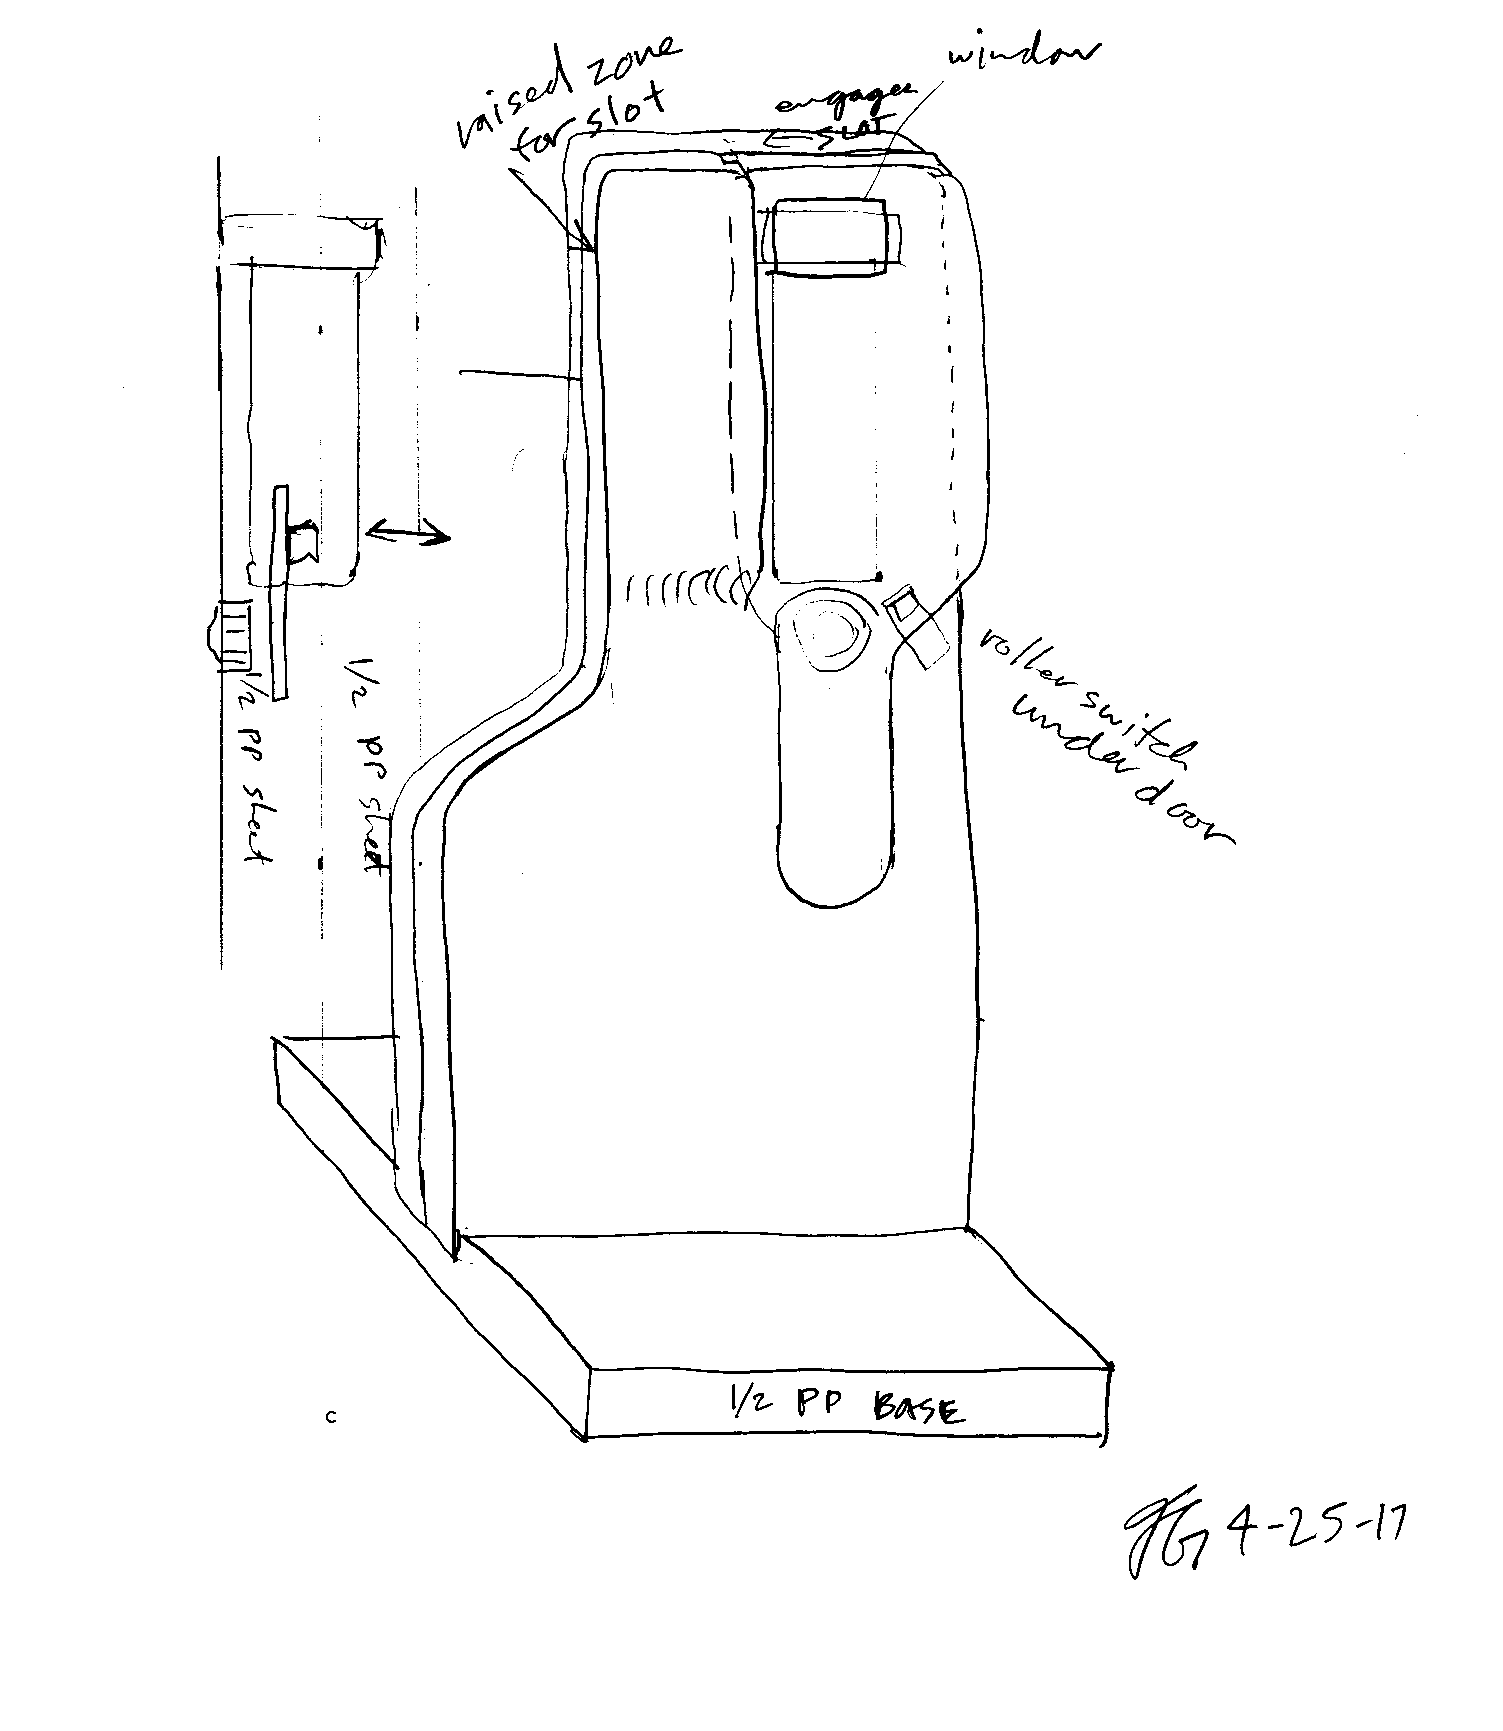 window
raised zone
for slot
engages
slot
roller switch
under door
1/2 PP sheet
1/2 PP sheet
1/2 PP BASE
c
4-25-17